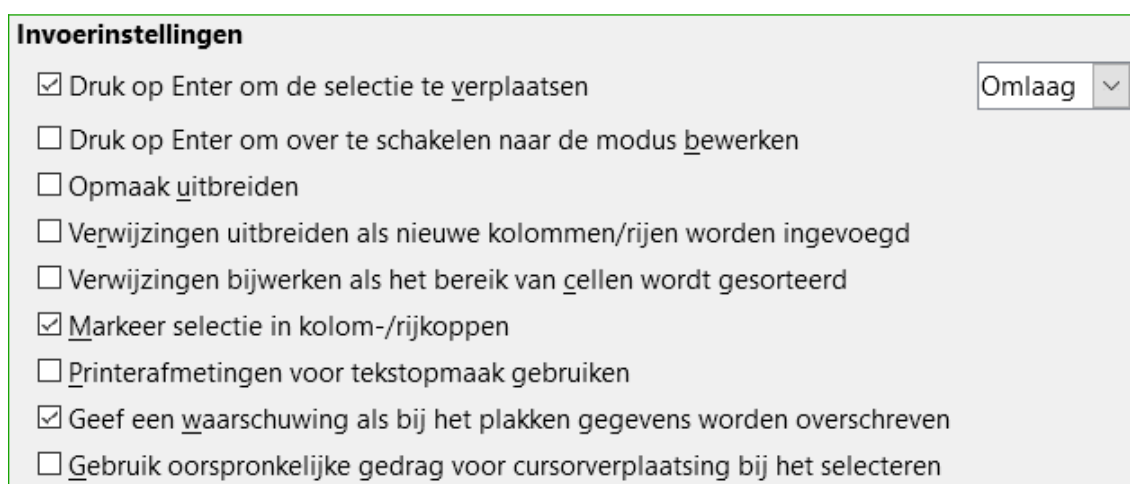 Invoerinstellingen
Druk op Enter om de selectie te verplaatsen Omlaag
Druk op Enter om over te schakelen naar de modus bewerken
Opmaak uitbreiden
Verwijzingen uitbreiden als nieuwe kolommen/rijen worden ingevoegd
Verwijzingen bijwerken als het bereik van cellen wordt gesorteerd
Markeer selectie in kolom-/rijkoppen
Printerafmetingen voor tekstopmaak gebruiken
Geef een waarschuwing als bij het plakken gegevens worden overschreven
Gebruik oorspronkelijke gedrag voor cursorverplaatsing bij het selecteren